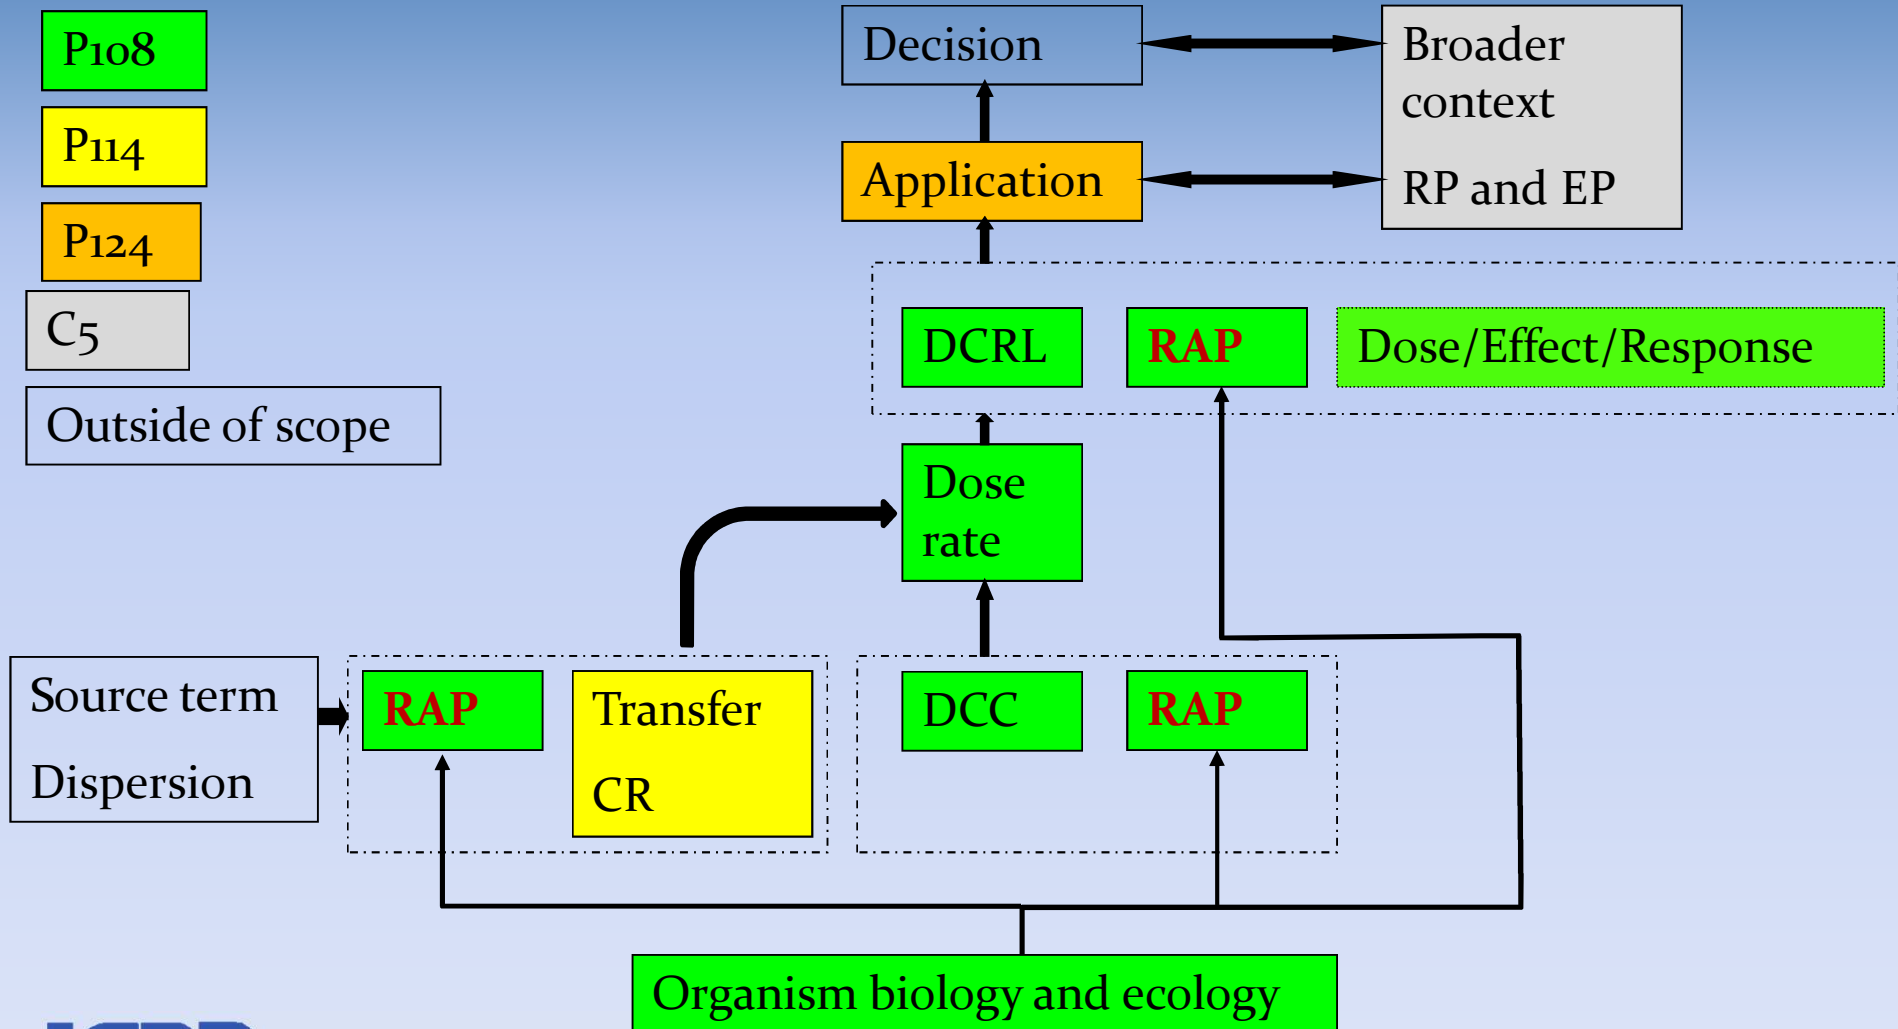 P108
P114
P124
C5
Outside of scope
Decision
Broader
context
RP and EP
Application
DCRL
RAP
Dose/Effect/Response
Dose
rate
Source term
Dispersion
RAP
Transfer
CR
DCC
RAP
Organism biology and ecology